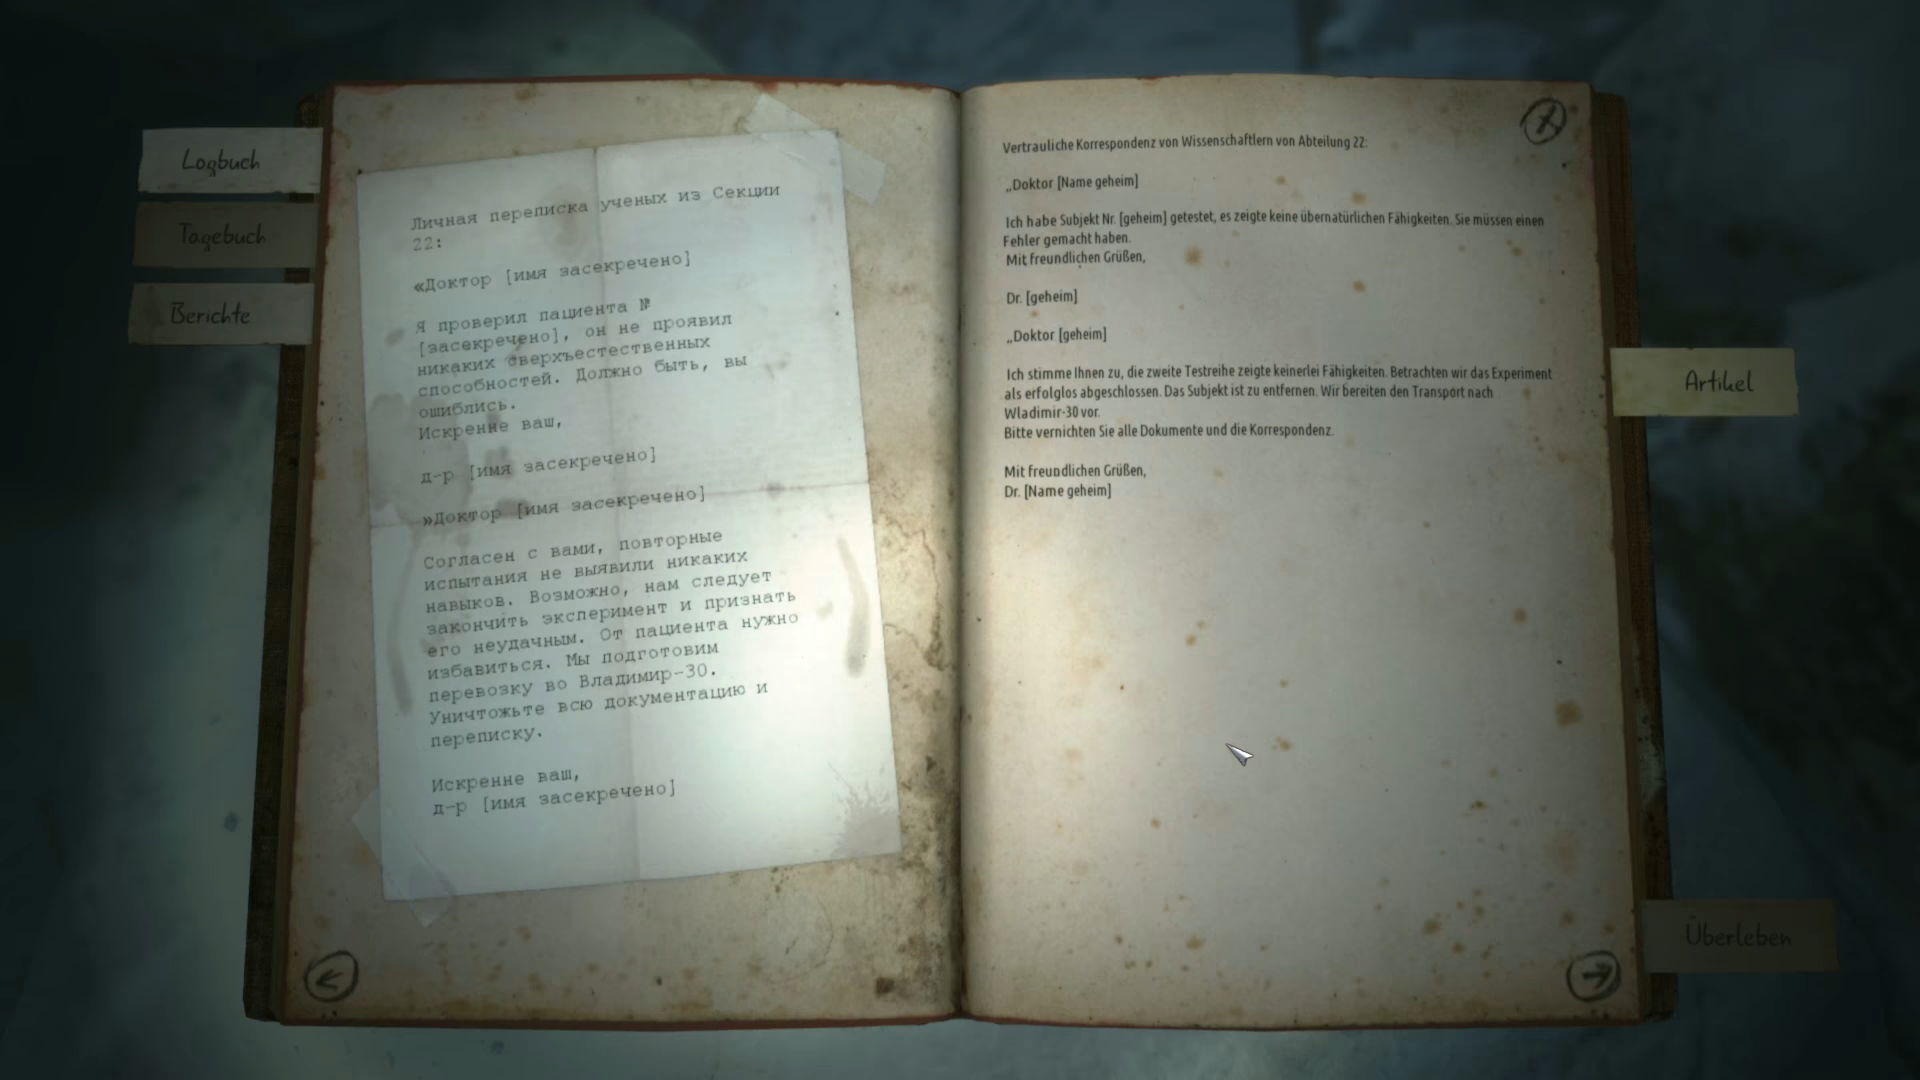 Logbuch
Tagebuch
Berichte
Личная переписка ученых из Секции
22:
«Доктор [имя засекречено]
Я проверил пациента №
[засекречено], он не проявил
никаких сверхъестественных
способностей. Должно быть, вы
ошиблись.
Искренне ваш,
д-р [имя засекречено]
»Доктор [имя засекречено]
Согласен с вами, повторные
испытания не выявили никаких
навыков. Возможно, нам следует
закончить эксперимент и признать
его неудачным. От пациента нужно
избавиться. Мы подготовим
перевозку во Владимир-30.
Уничтожьте всю документацию и
переписку.
Искренне ваш,
д-р [имя засекречено]
Vertrauliche Korrespondenz von Wissenschaftlern von Abteilung 22:
„Doktor [Name geheim]
Ich habe Subjekt Nr. [geheim] getestet, es zeigte keine übernatürlichen Fähigkeiten. Sie müssen einen
Fehler gemacht haben.
Mit freundlichen Grüßen,
Dr. [geheim]
„Doktor [geheim]
Ich stimme Ihnen zu, die zweite Testreihe zeigte keinerlei Fähigkeiten. Betrachten wir das Experiment
als erfolglos abgeschlossen. Das Subjekt ist zu entfernen. Wir bereiten den Transport nach
Wladimir-30 vor.
Bitte vernichten Sie alle Dokumente und die Korrespondenz.
Mit freundlichen Grüßen,
Dr. [Name geheim]
Artikel
Überleben